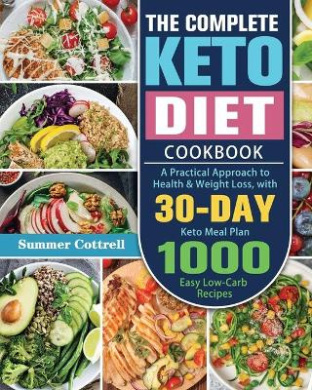 THE COMPLETE
KETO
DIET
COOKBOOK
A Practical Approach to
Health & Weight Loss, with
30-DAY
Keto Meal Plan
1000
Easy Low-Carb
Recipes
Summer Cottrell